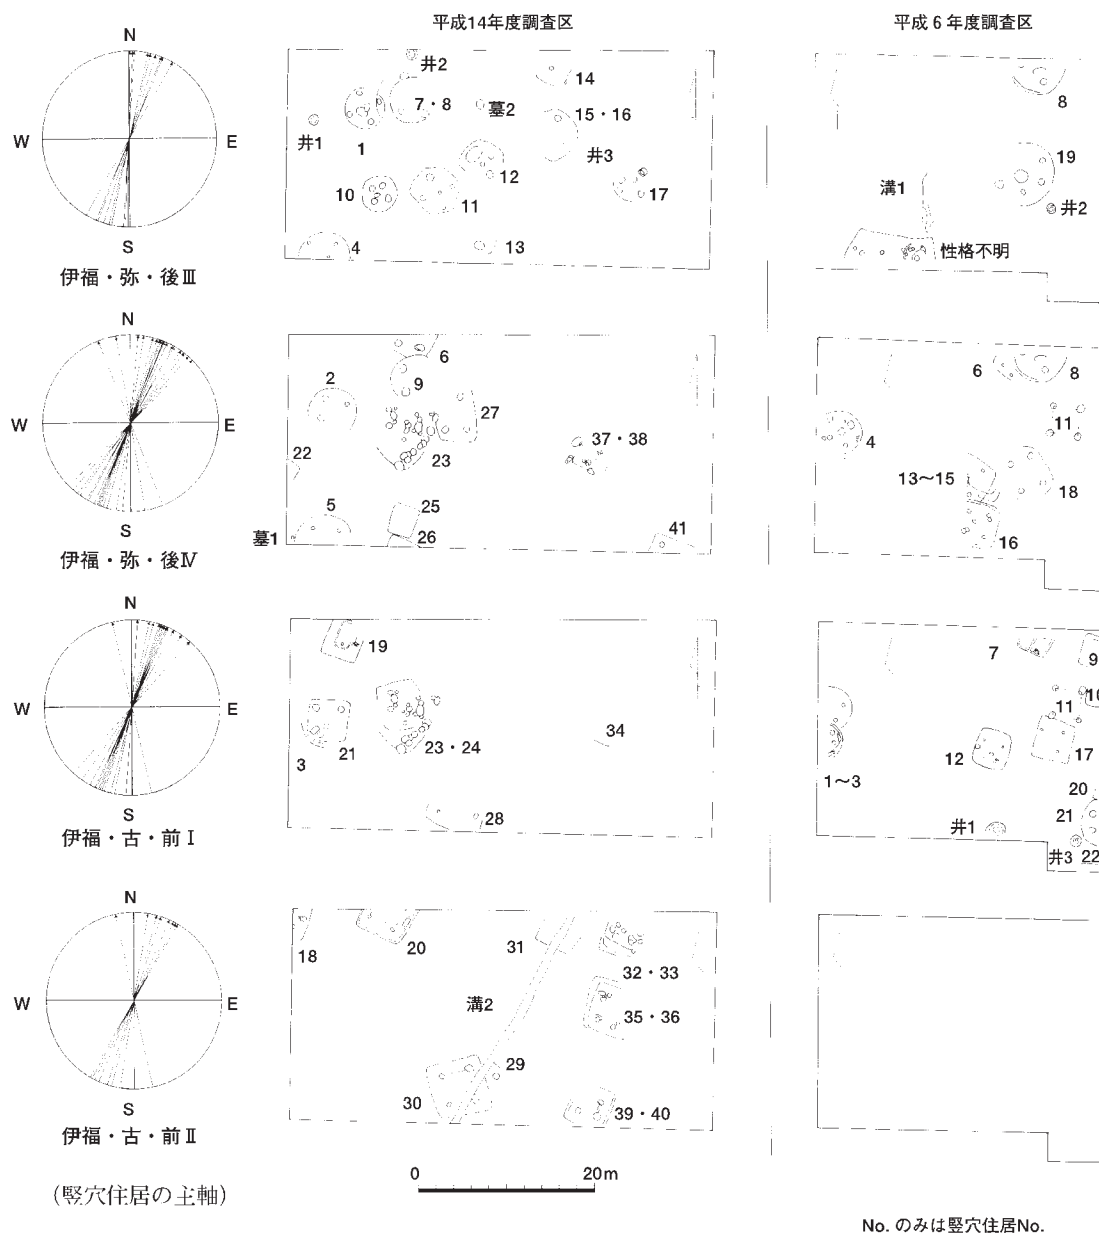 平成14年度調査区
平成6年度調査区
N
W
E
S
伊福・弥・後Ⅲ
井2
14
7・8
墓2
15・16
井1
1
井3
12
10
11
17
4
13
8
19
溝1
井2
性格不明
N
W
E
S
伊福・弥・後Ⅳ
6
2
9
27
37・38
22
23
5
25
墓1
26
41
6
8
11
4
13～15
18
16
N
W
E
S
伊福・古・前Ⅰ
19
34
21
23・24
3
28
7
9
10
11
12
17
1～3
20
21
井1
井3
22
N
W
E
S
伊福・古・前Ⅱ
18
20
31
32・33
溝2
35・36
29
30
39・40
(竪穴住居の主軸)
0
20m
No. のみは竪穴住居No.